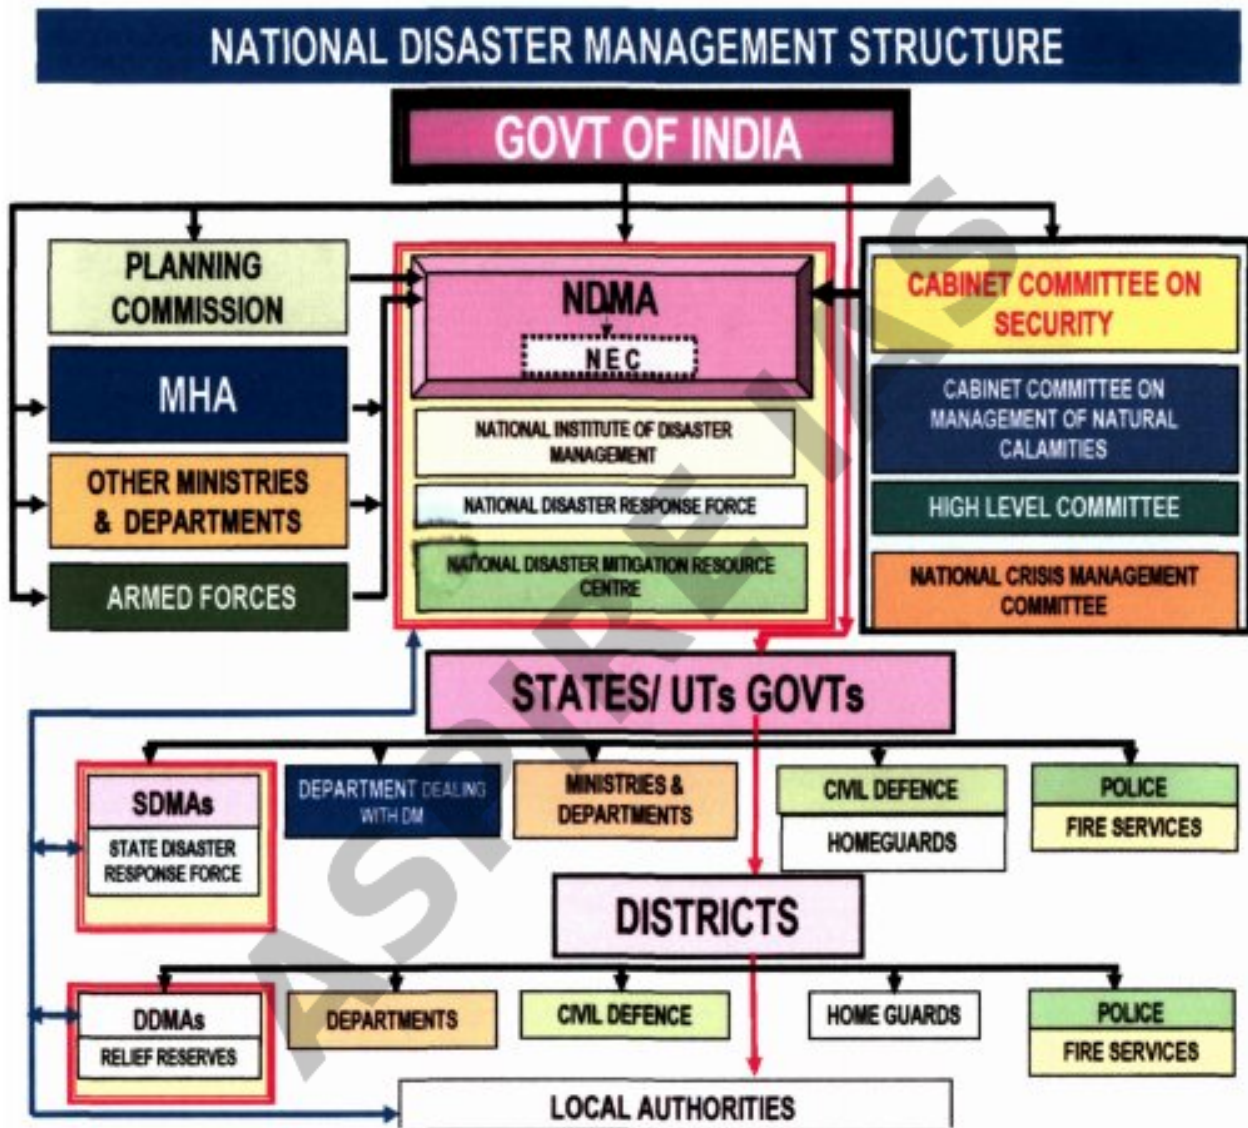 NATIONAL DISASTER MANAGEMENT STRUCTURE
GOVT OF INDIA
PLANNING
COMMISSION
MHA
OTHER MINISTRIES
& DEPARTMENTS
ARMED FORCES
NDMA
NEC
NATIONAL INSTITUTE OF DISASTER
MANAGEMENT
NATIONAL DISASTER RESPONSE FORCE
NATIONAL DISASTER MITIGATION RESOURCE
CENTRE
CABINET COMMITTEE ON
SECURITY
CABINET COMMITTEE ON
MANAGEMENT OF NATURAL
CALAMITIES
HIGH LEVEL COMMITTEE
NATIONAL CRISIS MANAGEMENT
COMMITTEE
STATES/ UTs GOVTs
SDMAs
STATE DISASTER
RESPONSE FORCE
DEPARTMENT DEALING
WITH DM
MINISTRIES &
DEPARTMENTS
CIVIL DEFENCE
HOMEGUARDS
POLICE
FIRE SERVICES
DISTRICTS
DDMAs
RELIEF RESERVES
DEPARTMENTS
CIVIL DEFENCE
HOME GUARDS
POLICE
FIRE SERVICES
LOCAL AUTHORITIES
ASPIRE IAS